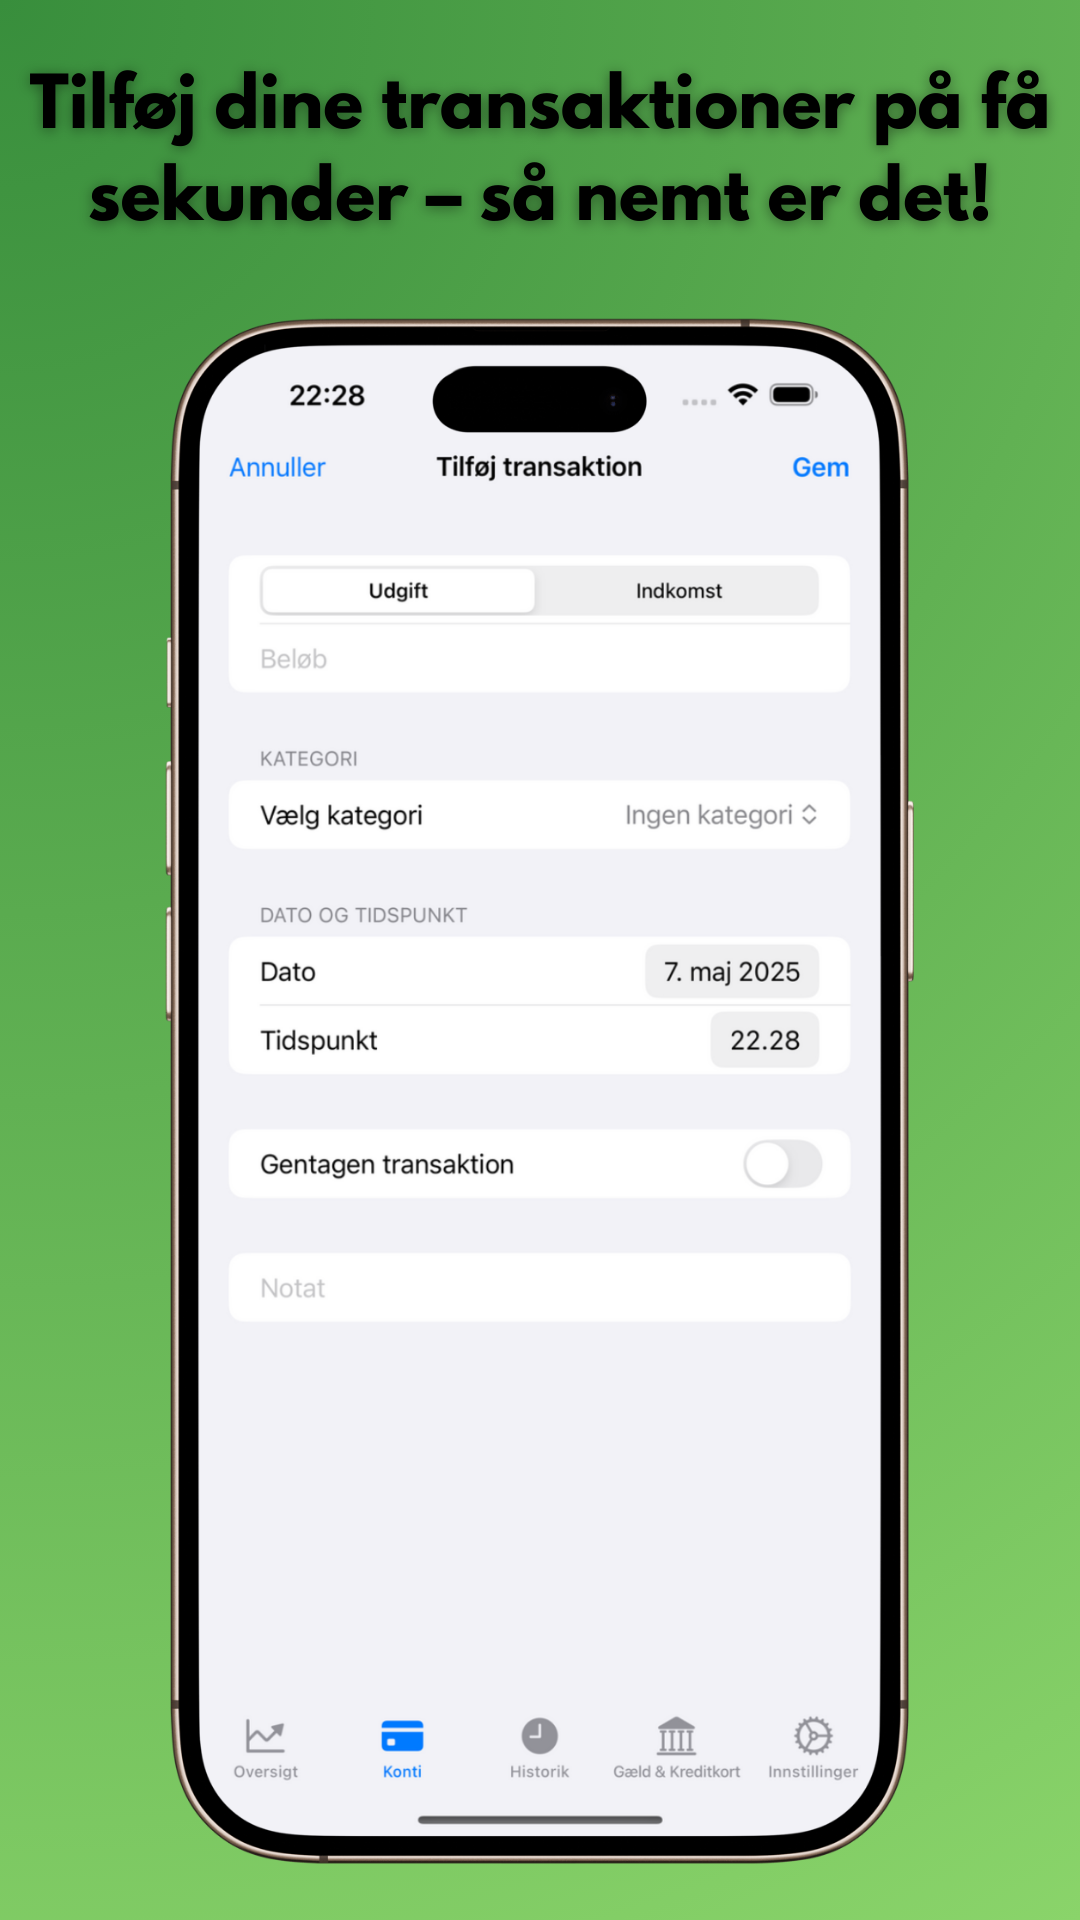 Tilføj dine transaktioner på få
sekunder – så nemt er det!
22:28
Annuller Tilføj transaktion Gem
Udgift Indkomst
Beløb
KATEGORI
Vælg kategori Ingen kategori
DATO OG TIDSPUNKT
Dato 7. maj 2025
Tidspunkt 22.28
Gentagen transaktion
Notat
Oversigt Konti Historik Gæld & Kreditkort Innstillinger